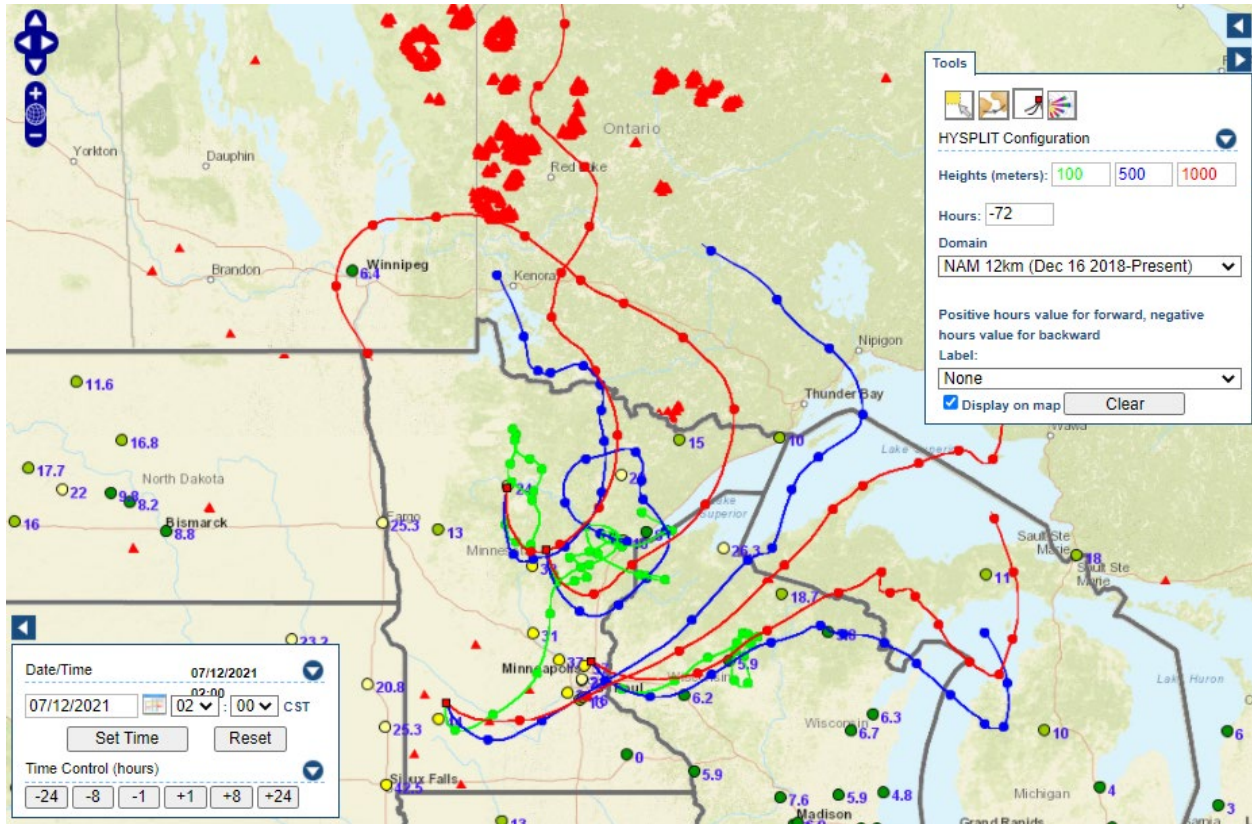 Yorkton
Dauphin
Ontario
Red Lake
Brandon
Winnipeg
6.4
Kenora
Nipigon
Thunder Bay
Wawa
Lake Superior
Lake
Superior
11.6
16.8
17.7
22
North Dakota
9.8
8.2
16
Bismarck
8.8
Fargo
25.3
13
24
15
10
26.3
Sault Ste
Marie
18
Sault Ste
Marie
11
18.7
31
37
Minneapolis
5.9
6.2
Wisconsin
6.3
6.7
Lake Huron
10
6
23.2
20.8
25.3
Sioux Falls
42.5
0
5.9
7.6
5.9
4.8
Madison
Michigan
4
3
Grand Rapids
Sarnia
13
Tools
HYSPLIT Configuration
Heights (meters): 100 500 1000
Hours: -72
Domain
NAM 12km (Dec 16 2018-Present)
Positive hours value for forward, negative
hours value for backward
Label:
None
Display on map Clear
Date/Time 07/12/2021
02:00
07/12/2021 02 : 00 CST
Set Time Reset
Time Control (hours)
-24 -8 -1 +1 +8 +24